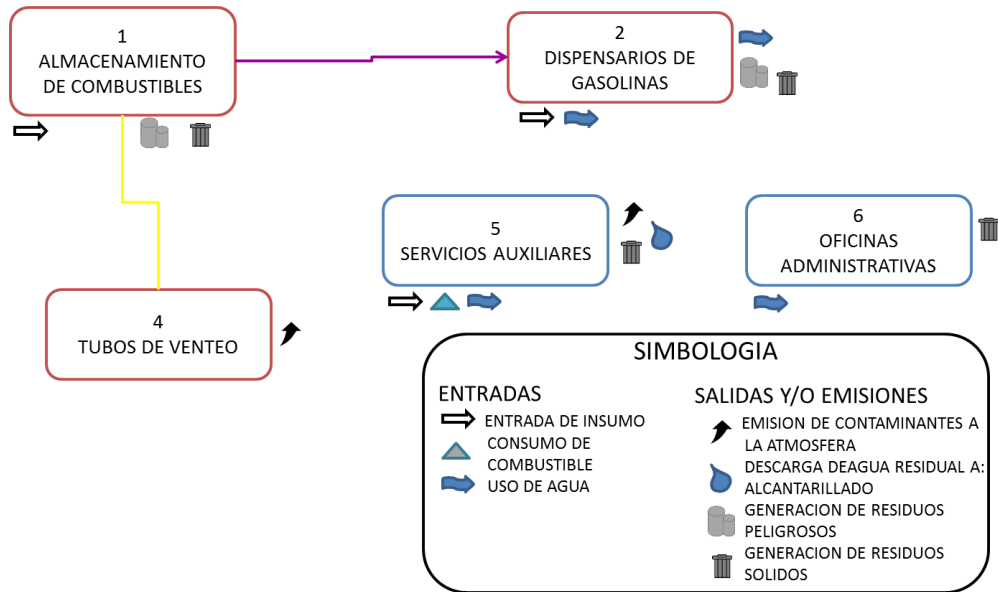 1
ALMACENAMIENTO
DE COMBUSTIBLES
2
DISPENSARIOS DE
GASOLINAS
5
SERVICIOS AUXILIARES
6
OFICINAS
ADMINISTRATIVAS
4
TUBOS DE VENTEO
SIMBOLOGIA
ENTRADAS
ENTRADA DE INSUMO
CONSUMO DE
COMBUSTIBLE
USO DE AGUA
SALIDAS Y/O EMISIONES
EMISION DE CONTAMINANTES A
LA ATMOSFERA
DESCARGA DEAGUA RESIDUAL A:
ALCANTARILLADO
GENERACION DE RESIDUOS
PELIGROSOS
GENERACION DE RESIDUOS
SOLIDOS